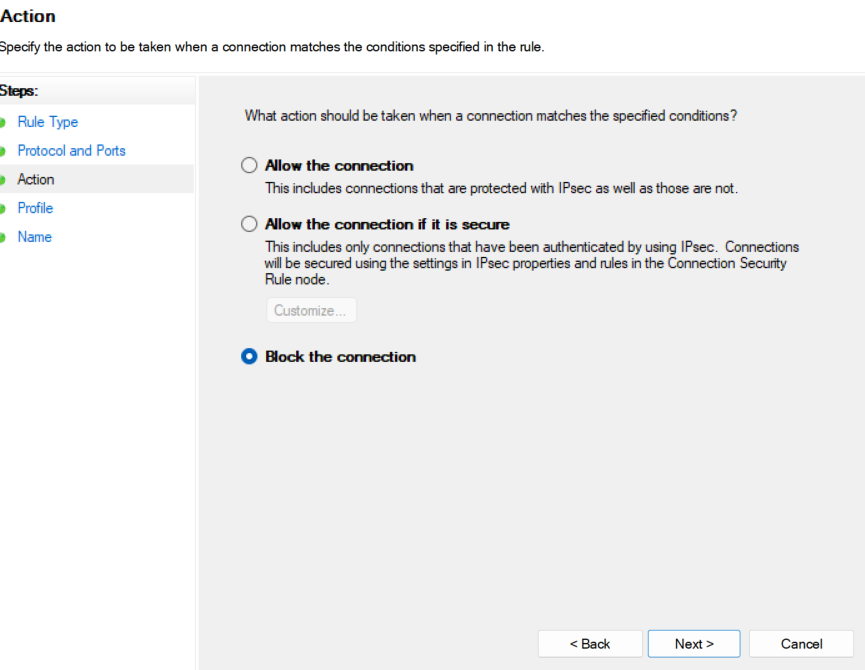 Action
Specify the action to be taken when a connection matches the conditions specified in the rule.
Steps:
Rule Type
Protocol and Ports
Action
Profile
Name
What action should be taken when a connection matches the specified conditions?
Allow the connection
This includes connections that are protected with IPsec as well as those are not.
Allow the connection if it is secure
This includes only connections that have been authenticated by using IPsec.  Connections
will be secured using the settings in IPsec properties and rules in the Connection Security
Rule node.
Customize...
Block the connection
< Back
Next >
Cancel